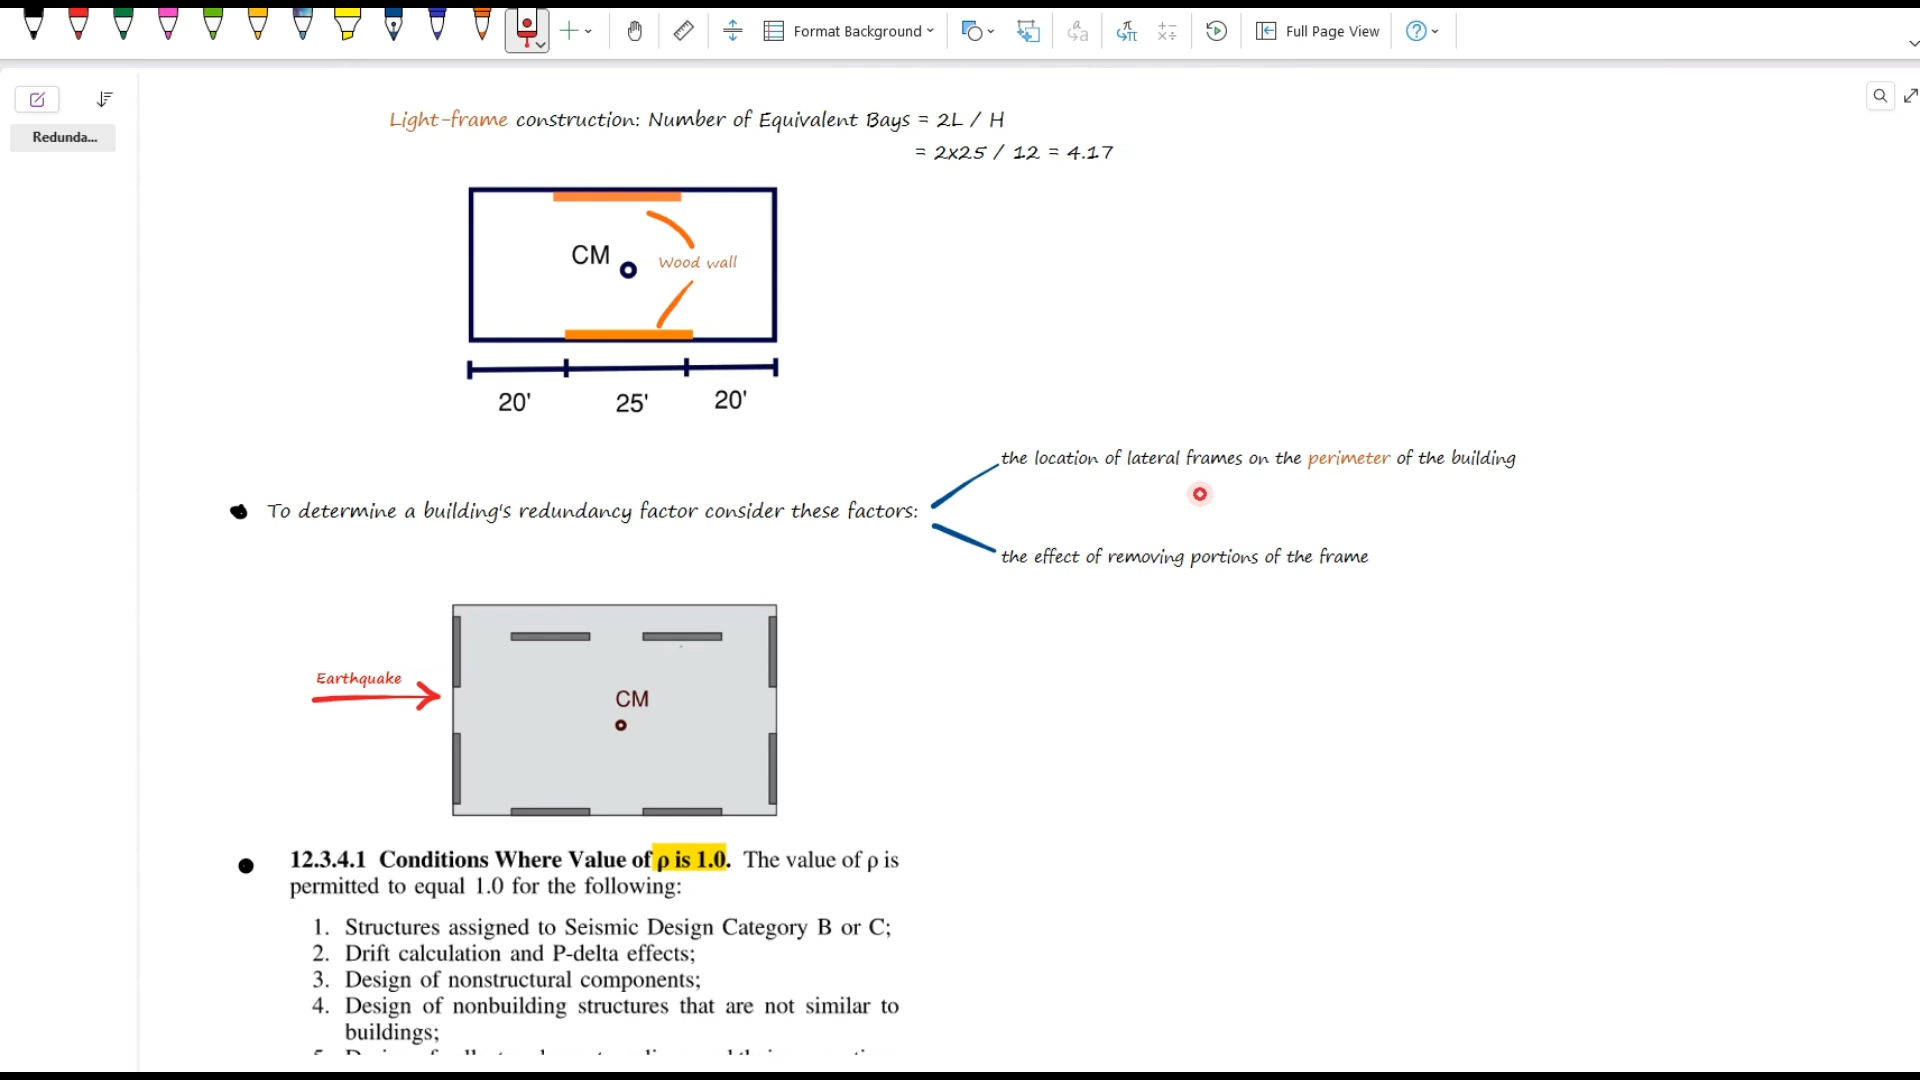 Format Background
Full Page View
Redunda...
Light-frame construction: Number of Equivalent Bays = 2L / H
= 2x25 / 12 = 4.17
CM
Wood wall
20' 25' 20'
the location of lateral frames on the perimeter of the building
To determine a building's redundancy factor consider these factors:
the effect of removing portions of the frame
Earthquake
CM
12.3.4.1 Conditions Where Value of ρ is 1.0. The value of ρ is
permitted to equal 1.0 for the following:
1. Structures assigned to Seismic Design Category B or C;
2. Drift calculation and P-delta effects;
3. Design of nonstructural components;
4. Design of nonbuilding structures that are not similar to
buildings;